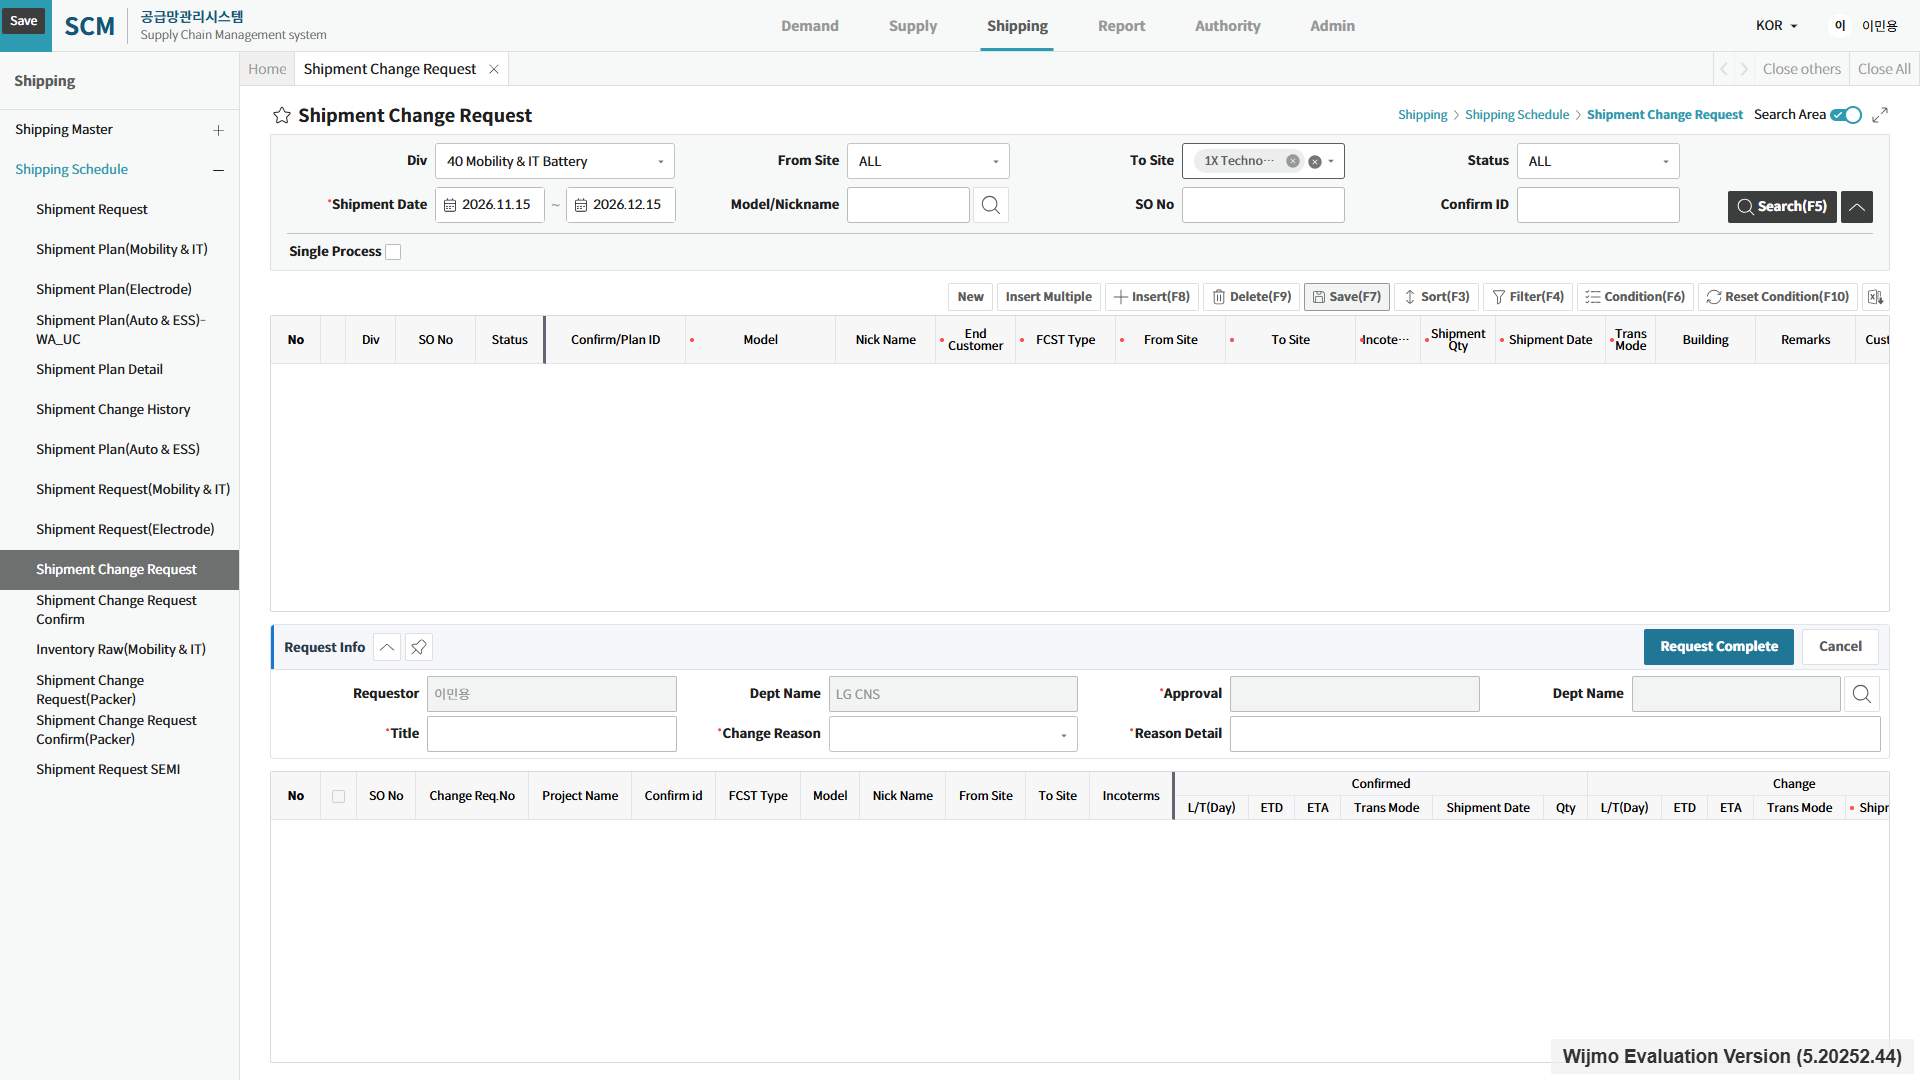 Save
SCM
공급망관리시스템
Supply Chain Management system
Demand
Supply
Shipping
Report
Authority
Admin
KOR
이
이민용
Shipping
Home
Shipment Change Request
Close others
Close All
Shipping Master
Shipping Schedule
Shipment Request
Shipment Plan(Mobility & IT)
Shipment Plan(Electrode)
Shipment Plan(Auto & ESS)-
WA_UC
Shipment Plan Detail
Shipment Change History
Shipment Plan(Auto & ESS)
Shipment Request(Mobility & IT)
Shipment Request(Electrode)
Shipment Change Request
Shipment Change Request
Confirm
Inventory Raw(Mobility & IT)
Shipment Change
Request(Packer)
Shipment Change Request
Confirm(Packer)
Shipment Request SEMI
Shipment Change Request
Shipping > Shipping Schedule > Shipment Change Request
Search Area
Div 40 Mobility & IT Battery
From Site ALL
To Site 1X Techno···
Status ALL
*Shipment Date 2026.11.15 ~ 2026.12.15
Model/Nickname
SO No
Confirm ID
Search(F5)
Single Process
New
Insert Multiple
Insert(F8)
Delete(F9)
Save(F7)
Sort(F3)
Filter(F4)
Condition(F6)
Reset Condition(F10)
No
Div
SO No
Status
Confirm/Plan ID
Model
Nick Name
End
Customer
FCST Type
From Site
To Site
Incote···
Shipment
Qty
Shipment Date
Trans
Mode
Building
Remarks
Cust
Request Info
Request Complete
Cancel
Requestor 이민용
Dept Name LG CNS
*Approval
Dept Name
*Title
*Change Reason
*Reason Detail
No
SO No
Change Req.No
Project Name
Confirm id
FCST Type
Model
Nick Name
From Site
To Site
Incoterms
Confirmed
L/T(Day)
ETD
ETA
Trans Mode
Shipment Date
Qty
Change
L/T(Day)
ETD
ETA
Trans Mode
Shipr
Wijmo Evaluation Version (5.20252.44)